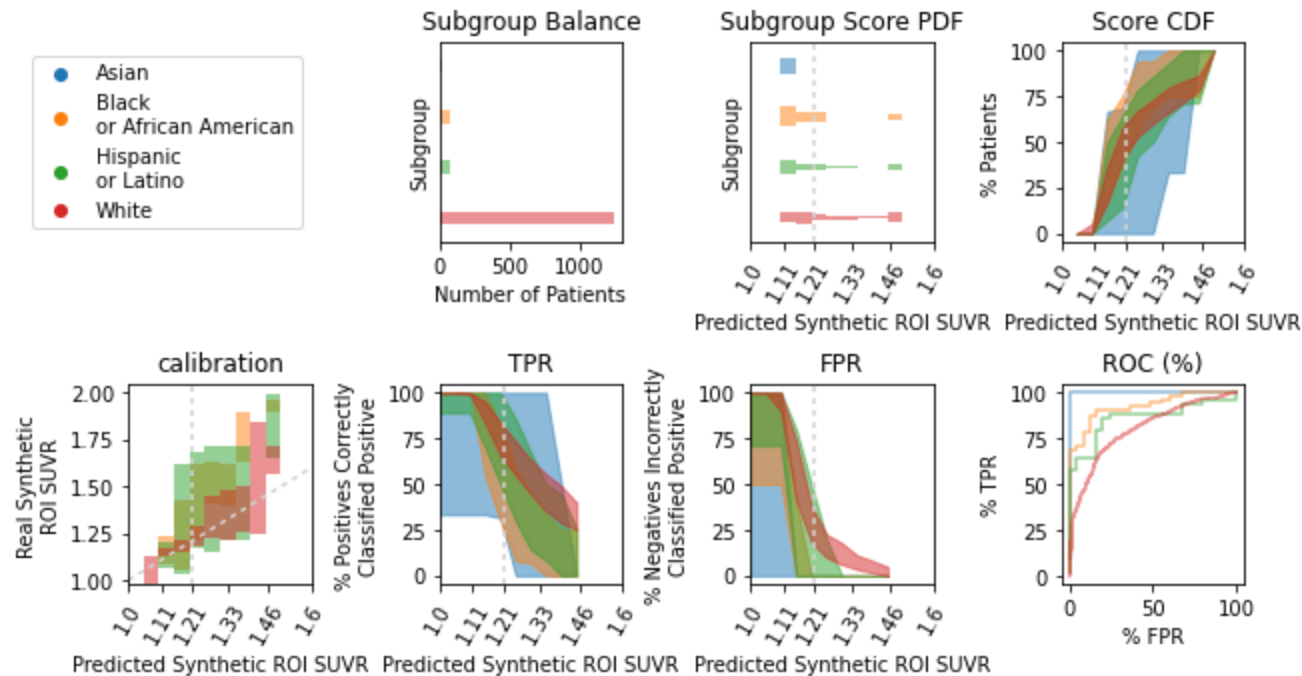 Subgroup Balance
Subgroup Score PDF
Score CDF
Asian
Black
or African American
Hispanic
or Latino
White
Subgroup
0
500
1000
Number of Patients
Subgroup
1.0
1.11
1.21
1.33
1.46
1.6
Predicted Synthetic ROI SUVR
% Patients
100
75
50
25
0
1.0
1.11
1.21
1.33
1.46
1.6
Predicted Synthetic ROI SUVR
calibration
Real Synthetic
ROI SUVR
2.00
1.75
1.50
1.25
1.00
1.0
1.11
1.21
1.33
1.46
1.6
Predicted Synthetic ROI SUVR
TPR
% Positives Correctly
Classified Positive
100
75
50
25
0
1.0
1.11
1.21
1.33
1.46
1.6
Predicted Synthetic ROI SUVR
FPR
% Negatives Incorrectly
Classified Positive
100
75
50
25
0
1.0
1.11
1.21
1.33
1.46
1.6
Predicted Synthetic ROI SUVR
ROC (%)
% TPR
100
75
50
25
0
0
50
100
% FPR